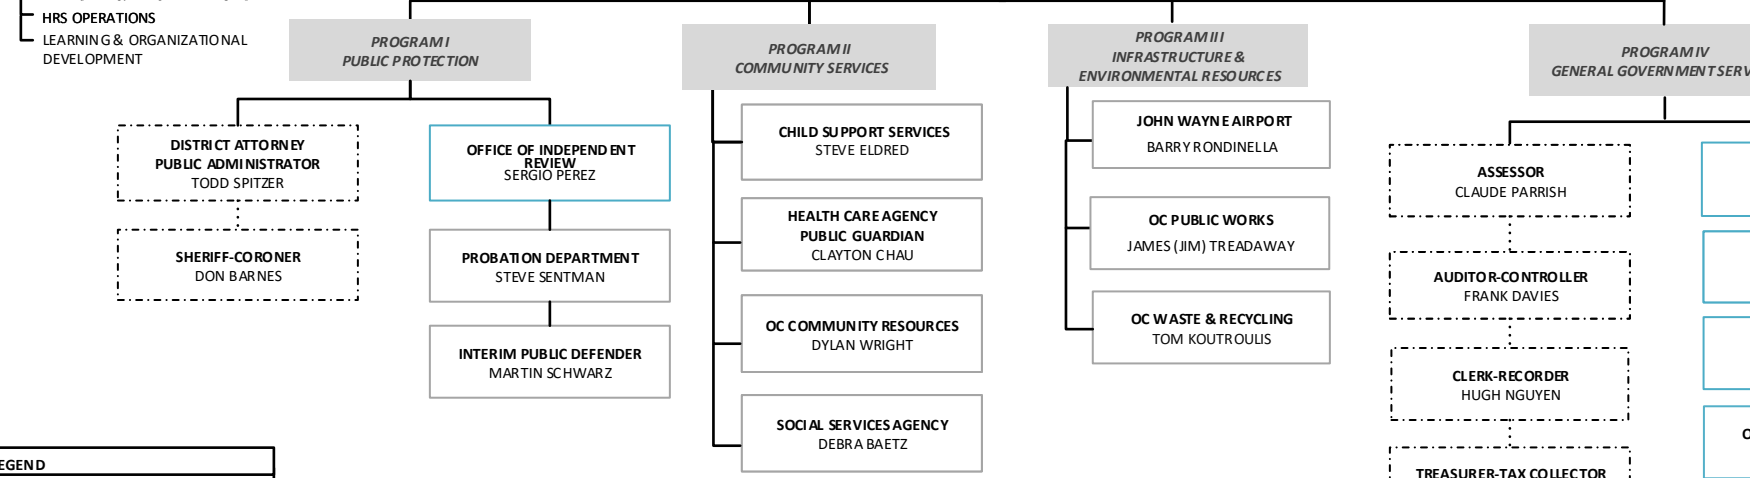 HRS OPERATIONS
LEARNING & ORGANIZATIONAL
DEVELOPMENT
PROGRAM I
PUBLIC PROTECTION
DISTRICT ATTORNEY
PUBLIC ADMINISTRATOR
TODD SPITZER
SHERIFF-CORONER
DON BARNES
OFFICE OF INDEPENDENT
REVIEW
SERGIO PEREZ
PROBATION DEPARTMENT
STEVE SENTMAN
INTERIM PUBLIC DEFENDER
MARTIN SCHWARZ
PROGRAM II
COMMUNITY SERVICES
CHILD SUPPORT SERVICES
STEVE ELDRED
HEALTH CARE AGENCY
PUBLIC GUARDIAN
CLAYTON CHAU
OC COMMUNITY RESOURCES
DYLAN WRIGHT
SOCIAL SERVICES AGENCY
DEBRA BAETZ
PROGRAM III
INFRASTRUCTURE &
ENVIRONMENTAL RESOURCES
JOHN WAYNE AIRPORT
BARRY RONDINELLA
OC PUBLIC WORKS
JAMES (JIM) TREADAWAY
OC WASTE & RECYCLING
TOM KOUTROULIS
PROGRAM IV
GENERAL GOVERNMENT SERV
ASSESSOR
CLAUDE PARRISH
AUDITOR-CONTROLLER
FRANK DAVIES
CLERK-RECORDER
HUGH NGUYEN
TREASURER-TAX COLLECTOR
O
EGEND